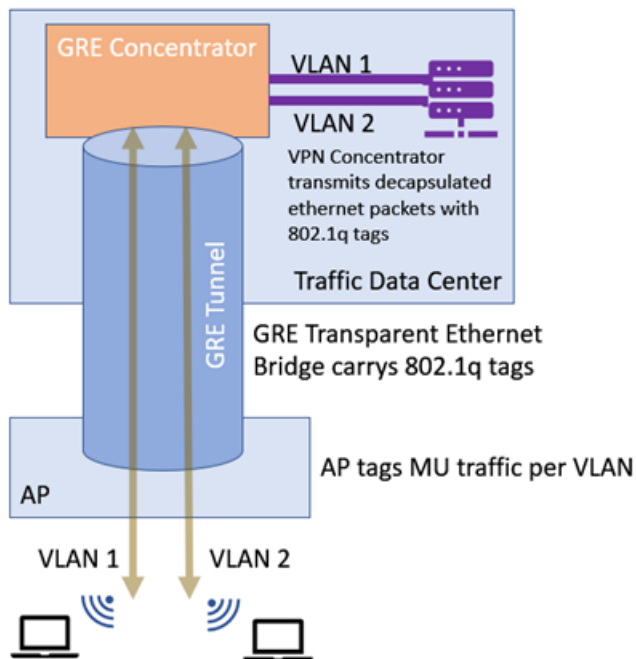 GRE Concentrator
VLAN 1
VLAN 2
VPN Concentrator
transmits decapsulated
ethernet packets with
802.1q tags
Traffic Data Center
GRE Tunnel
GRE Transparent Ethernet
Bridge carrys 802.1q tags
AP tags MU traffic per VLAN
AP
VLAN 1
VLAN 2